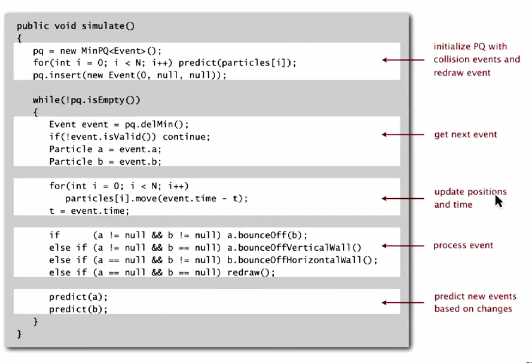 public void simulate()
{
pq = new MinPQ<Event>();
for(int i = 0; i < N; i++) predict(particles[i]);
pq.insert(new Event(0, null, null));
initialize PQ with
collision events and
redraw event
while(!pq.isEmpty())
{
Event event = pq.delMin();
if(!event.isValid()) continue;
Particle a = event.a;
Particle b = event.b;
get next event
for(int i = 0; i < N; i++)
particles[i].move(event.time - t);
t = event.time;
update positions
and time
if (a != null && b != null) a.bounceOff(b);
else if (a != null && b == null) a.bounceOffVerticalWall()
else if (a == null && b != null) b.bounceOffHorizontalWall();
else if (a == null && b == null) redraw();
process event
predict(a);
predict(b);
predict new events
based on changes
}
}